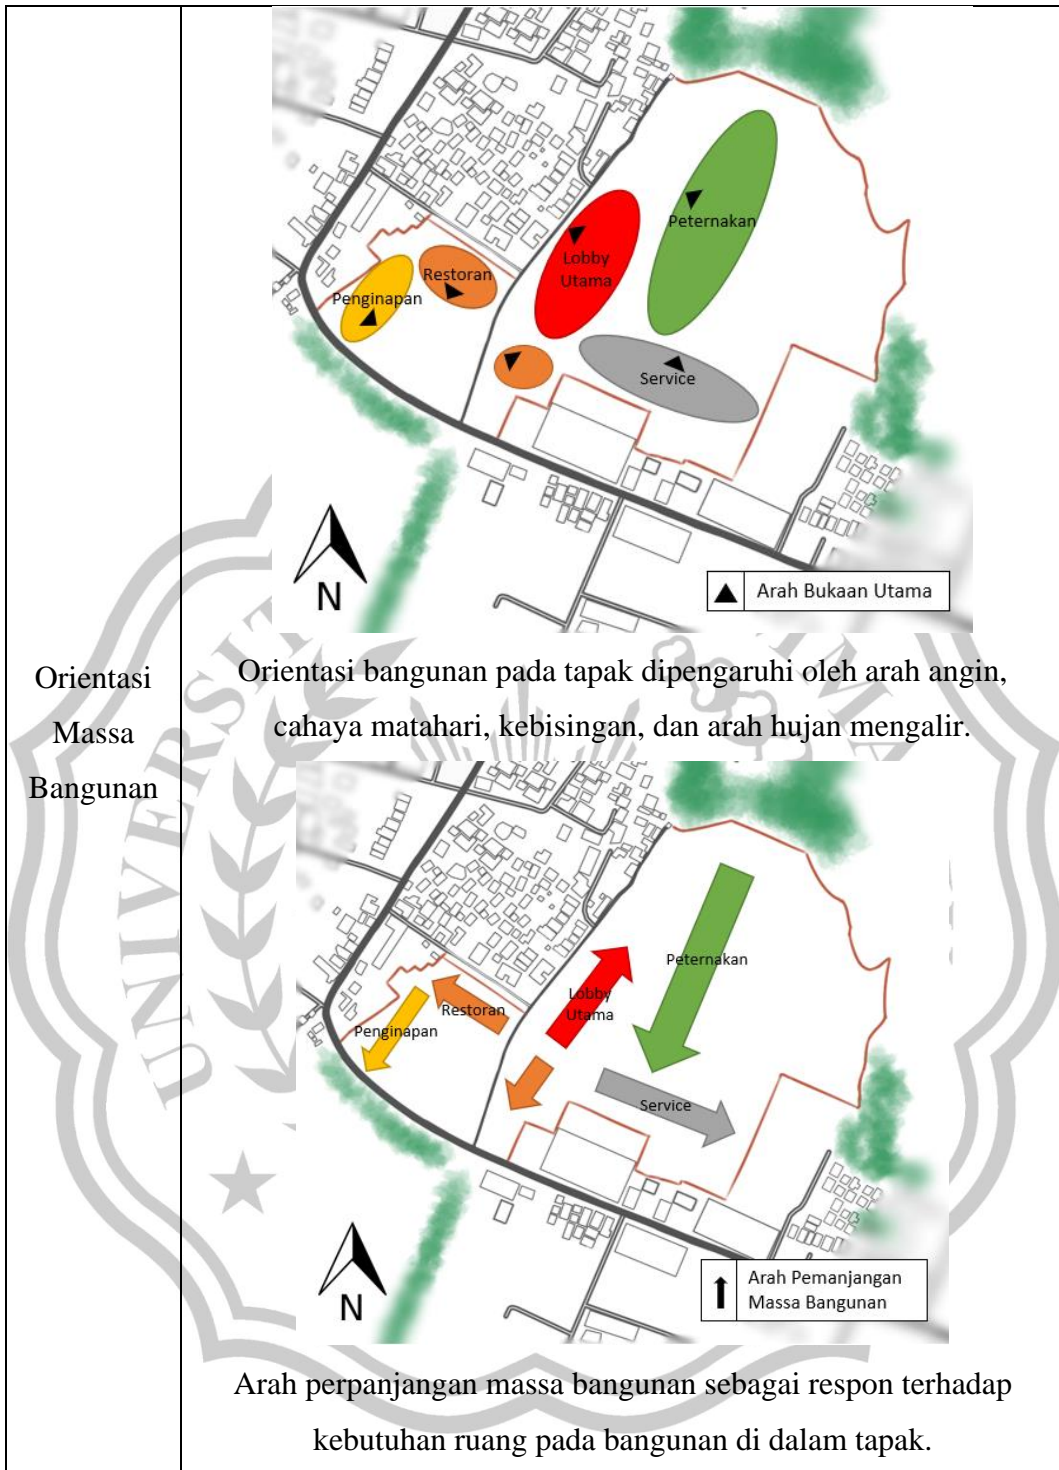 Peternakan
Lobby
Utama
Restoran
Penginapan
Service
N
Arah Bukaan Utama
Orientasi
Massa
Bangunan
Orientasi bangunan pada tapak dipengaruhi oleh arah angin,
cahaya matahari, kebisingan, dan arah hujan mengalir.
Peternakan
Lobby
Utama
Restoran
Penginapan
Service
N
Arah Pemanjangan
Massa Bangunan
Arah perpanjangan massa bangunan sebagai respon terhadap
kebutuhan ruang pada bangunan di dalam tapak.